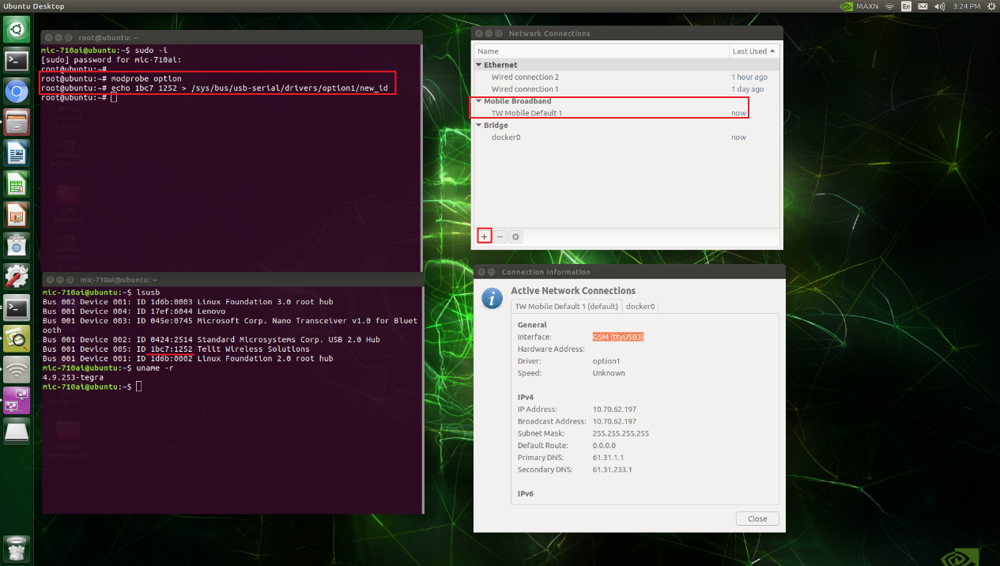 Ubuntu Desktop
MAXN
En
3:24 PM
root@ubuntu: ~
mic-710ai@ubuntu:~$ sudo -i
[sudo] password for mic-710ai:
root@ubuntu:~#
root@ubuntu:~# modprobe option
root@ubuntu:~# echo 1bc7 1252 > /sys/bus/usb-serial/drivers/option1/new_id
root@ubuntu:~#
mic-710ai@ubuntu: ~
mic-710ai@ubuntu:~$ lsusb
Bus 002 Device 001: ID 1d6b:0003 Linux Foundation 3.0 root hub
Bus 001 Device 004: ID 17ef:6044 Lenovo
Bus 001 Device 003: ID 045e:0745 Microsoft Corp. Nano Transceiver v1.0 for Bluet
ooth
Bus 001 Device 002: ID 0424:2514 Standard Microsystems Corp. USB 2.0 Hub
Bus 001 Device 005: ID 1bc7:1252 Telit Wireless Solutions
Bus 001 Device 001: ID 1d6b:0002 Linux Foundation 2.0 root hub
mic-710ai@ubuntu:~$ uname -r
4.9.253-tegra
mic-710ai@ubuntu:~$
Network Connections
Name Last Used
Ethernet
Wired connection 2 1 hour ago
Wired connection 1 1 day ago
Mobile Broadband
TW Mobile Default 1 now
Bridge
docker0 now
Connection Information
Active Network Connections
TW Mobile Default 1 (default) docker0
General
Interface: GSM (ttyUSB3)
Hardware Address:
Driver: option1
Speed: Unknown
IPv4
IP Address: 10.70.62.197
Broadcast Address: 10.70.62.197
Subnet Mask: 255.255.255.255
Default Route: 0.0.0.0
Primary DNS: 61.31.1.1
Secondary DNS: 61.31.233.1
IPv6
Close